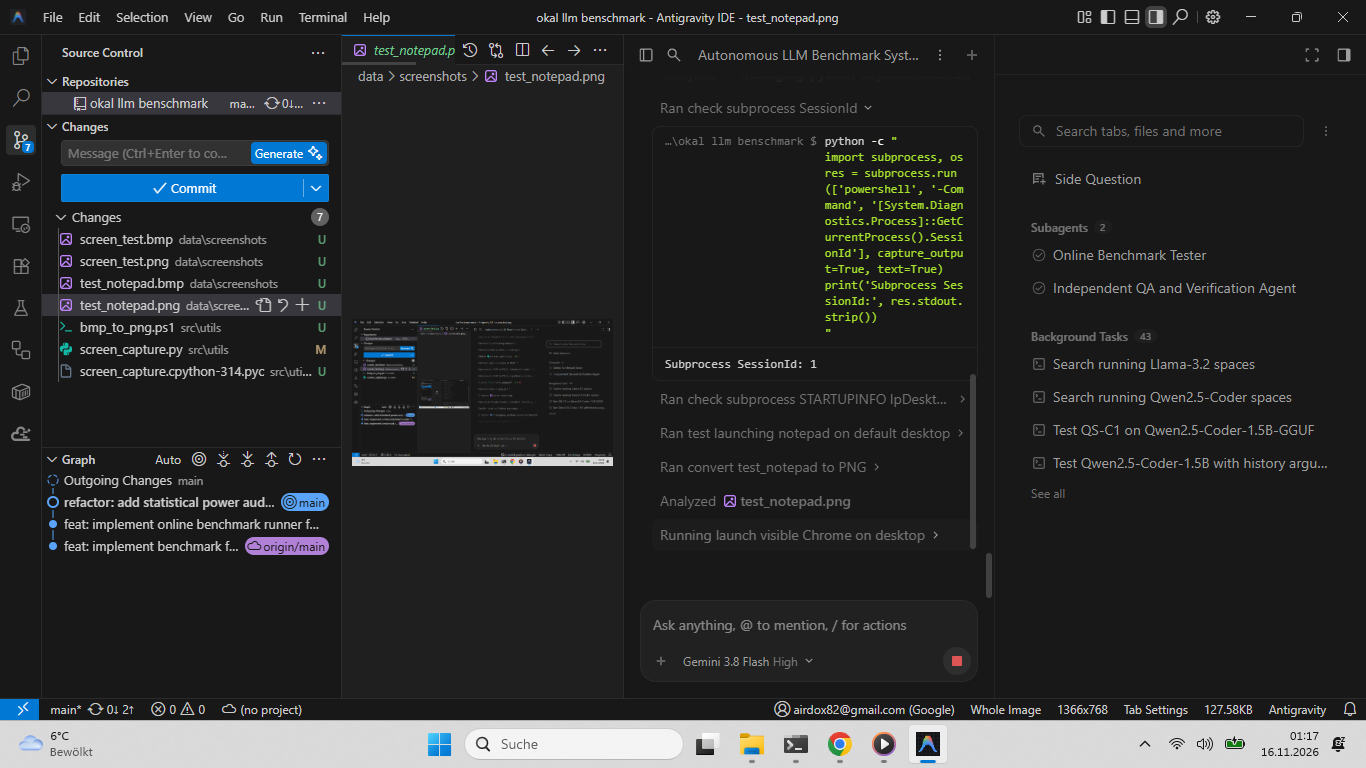 File Edit Selection View Go Run Terminal Help
okal llm benschmark - Antigravity IDE - test_notepad.png
Source Control
Repositories
okal llm benschmark ma... 0↓...
Changes
Message (Ctrl+Enter to co...
Generate
Commit
Changes 7
screen_test.bmp data\screenshots U
screen_test.png data\screenshots U
test_notepad.bmp data\screenshots U
test_notepad.png data\scree... U
bmp_to_png.ps1 src\utils U
screen_capture.py src\utils M
screen_capture.cpython-314.pyc src\uti... U
Graph Auto
Outgoing Changes main
refactor: add statistical power aud... main
feat: implement online benchmark runner f...
feat: implement benchmark f... origin/main
test_notepad.p
data > screenshots > test_notepad.png
Autonomous LLM Benchmark Syst...
Ran check subprocess SessionId
...\okal llm benschmark $ python -c "
import subprocess, os
res = subprocess.run
(['powershell', '-Com
mand', '[System.Diagn
ostics.Process]::GetC
urrentProcess().Sessi
onId'], capture_outpu
t=True, text=True)
print('Subprocess Ses
sionId:', res.stdout.
strip())
"
Subprocess SessionId: 1
Ran check subprocess STARTUPINFO lpDeskt...
Ran test launching notepad on default desktop
Ran convert test_notepad to PNG
Analyzed test_notepad.png
Running launch visible Chrome on desktop
Ask anything, @ to mention, / for actions
Gemini 3.8 Flash High
Search tabs, files and more
Side Question
Subagents 2
Online Benchmark Tester
Independent QA and Verification Agent
Background Tasks 43
Search running Llama-3.2 spaces
Search running Qwen2.5-Coder spaces
Test QS-C1 on Qwen2.5-Coder-1.5B-GGUF
Test Qwen2.5-Coder-1.5B with history argu...
See all
main* 0↓ 2↑ 0 0 (no project)
airdox82@gmail.com (Google) Whole Image 1366x768 Tab Settings 127.58KB Antigravity
6°C
Bewölkt
Suche
01:17
16.11.2026